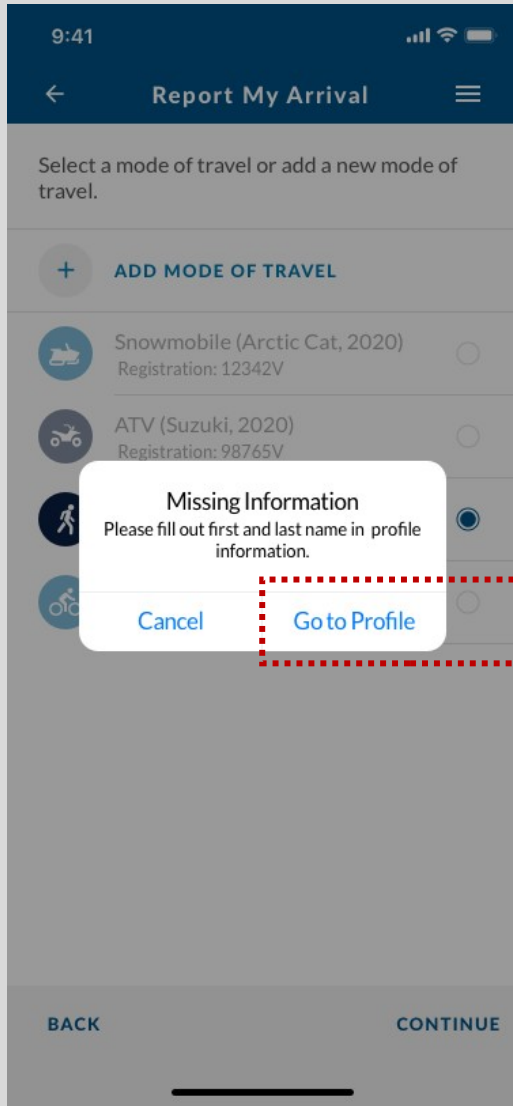 9:41
Report My Arrival
Select a mode of travel or add a new mode of
travel.
+ ADD MODE OF TRAVEL
Snowmobile (Arctic Cat, 2020)
Registration: 12342V
ATV (Suzuki, 2020)
Registration: 98765V
Missing Information
Please fill out first and last name in profile
information.
Cancel Go to Profile
BACK CONTINUE